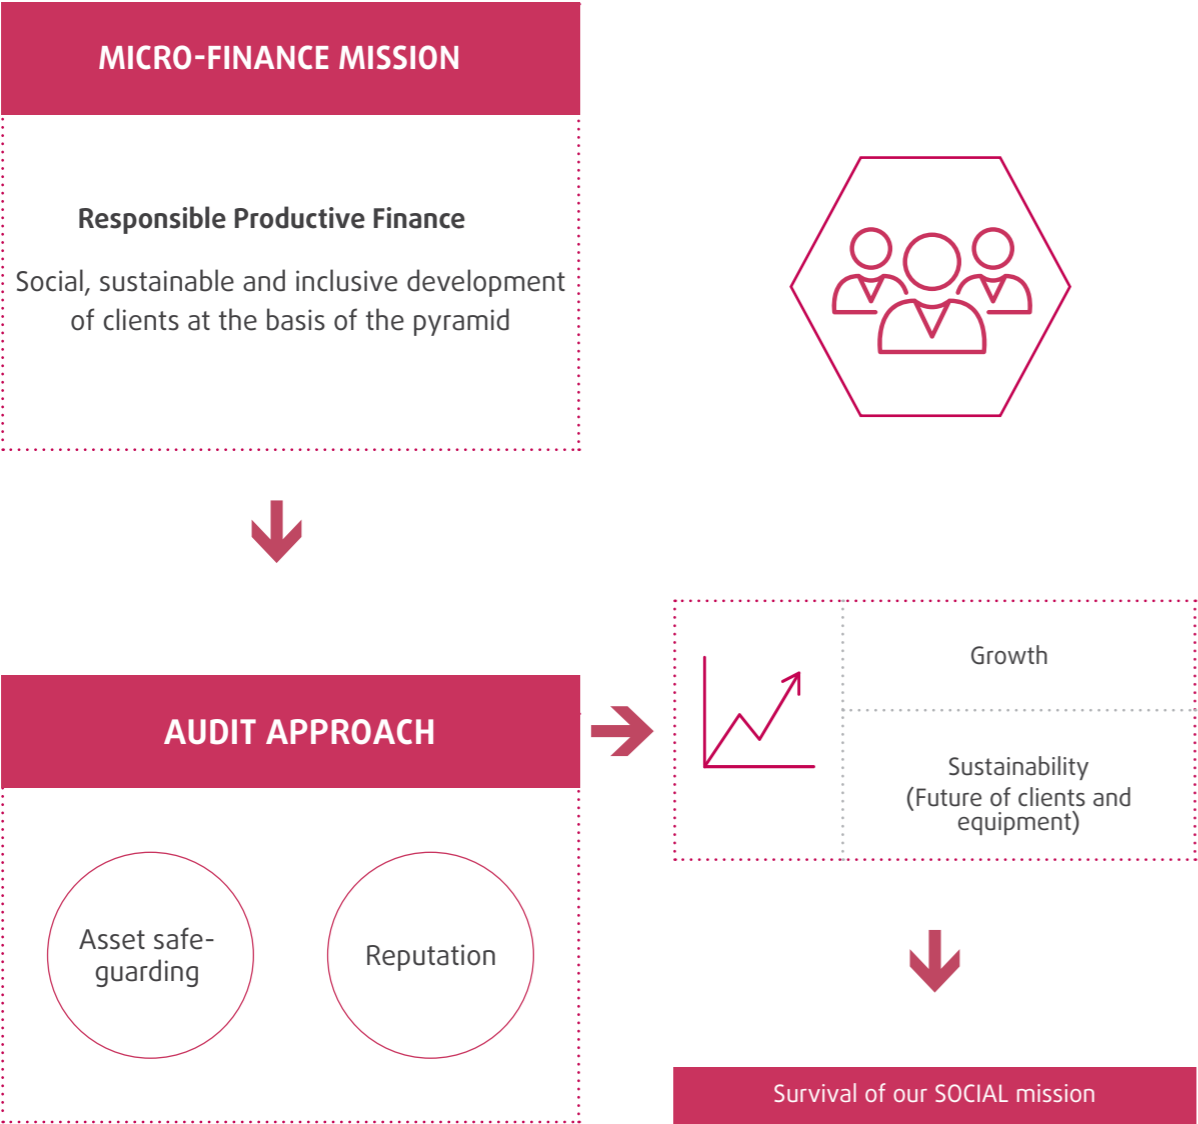 MICRO-FINANCE MISSION
Responsible Productive Finance
Social, sustainable and inclusive development
of clients at the basis of the pyramid
AUDIT APPROACH
Asset safe-
guarding
Reputation
Growth
Sustainability
(Future of clients and
equipment)
Survival of our SOCIAL mission